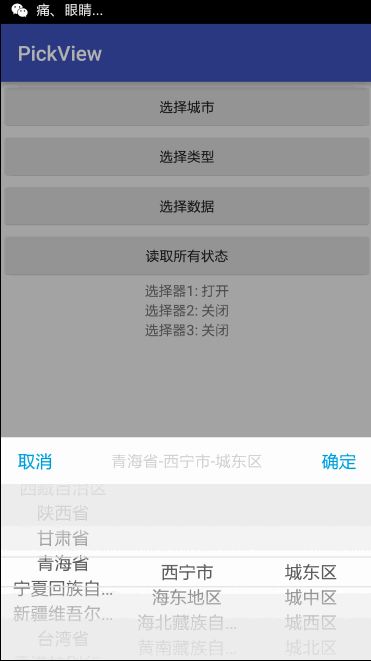 痛、眼睛...
PickView
选择城市
选择类型
选择数据
读取所有状态
选择器1: 打开
选择器2: 关闭
选择器3: 关闭
取消 青海省-西宁市-城东区 确定
西藏自治区
陕西省
甘肃省
青海省 西宁市 城东区
宁夏回族自... 海东地区 城中区
新疆维吾尔... 海北藏族自... 城西区
台湾省 黄南藏族自... 城北区